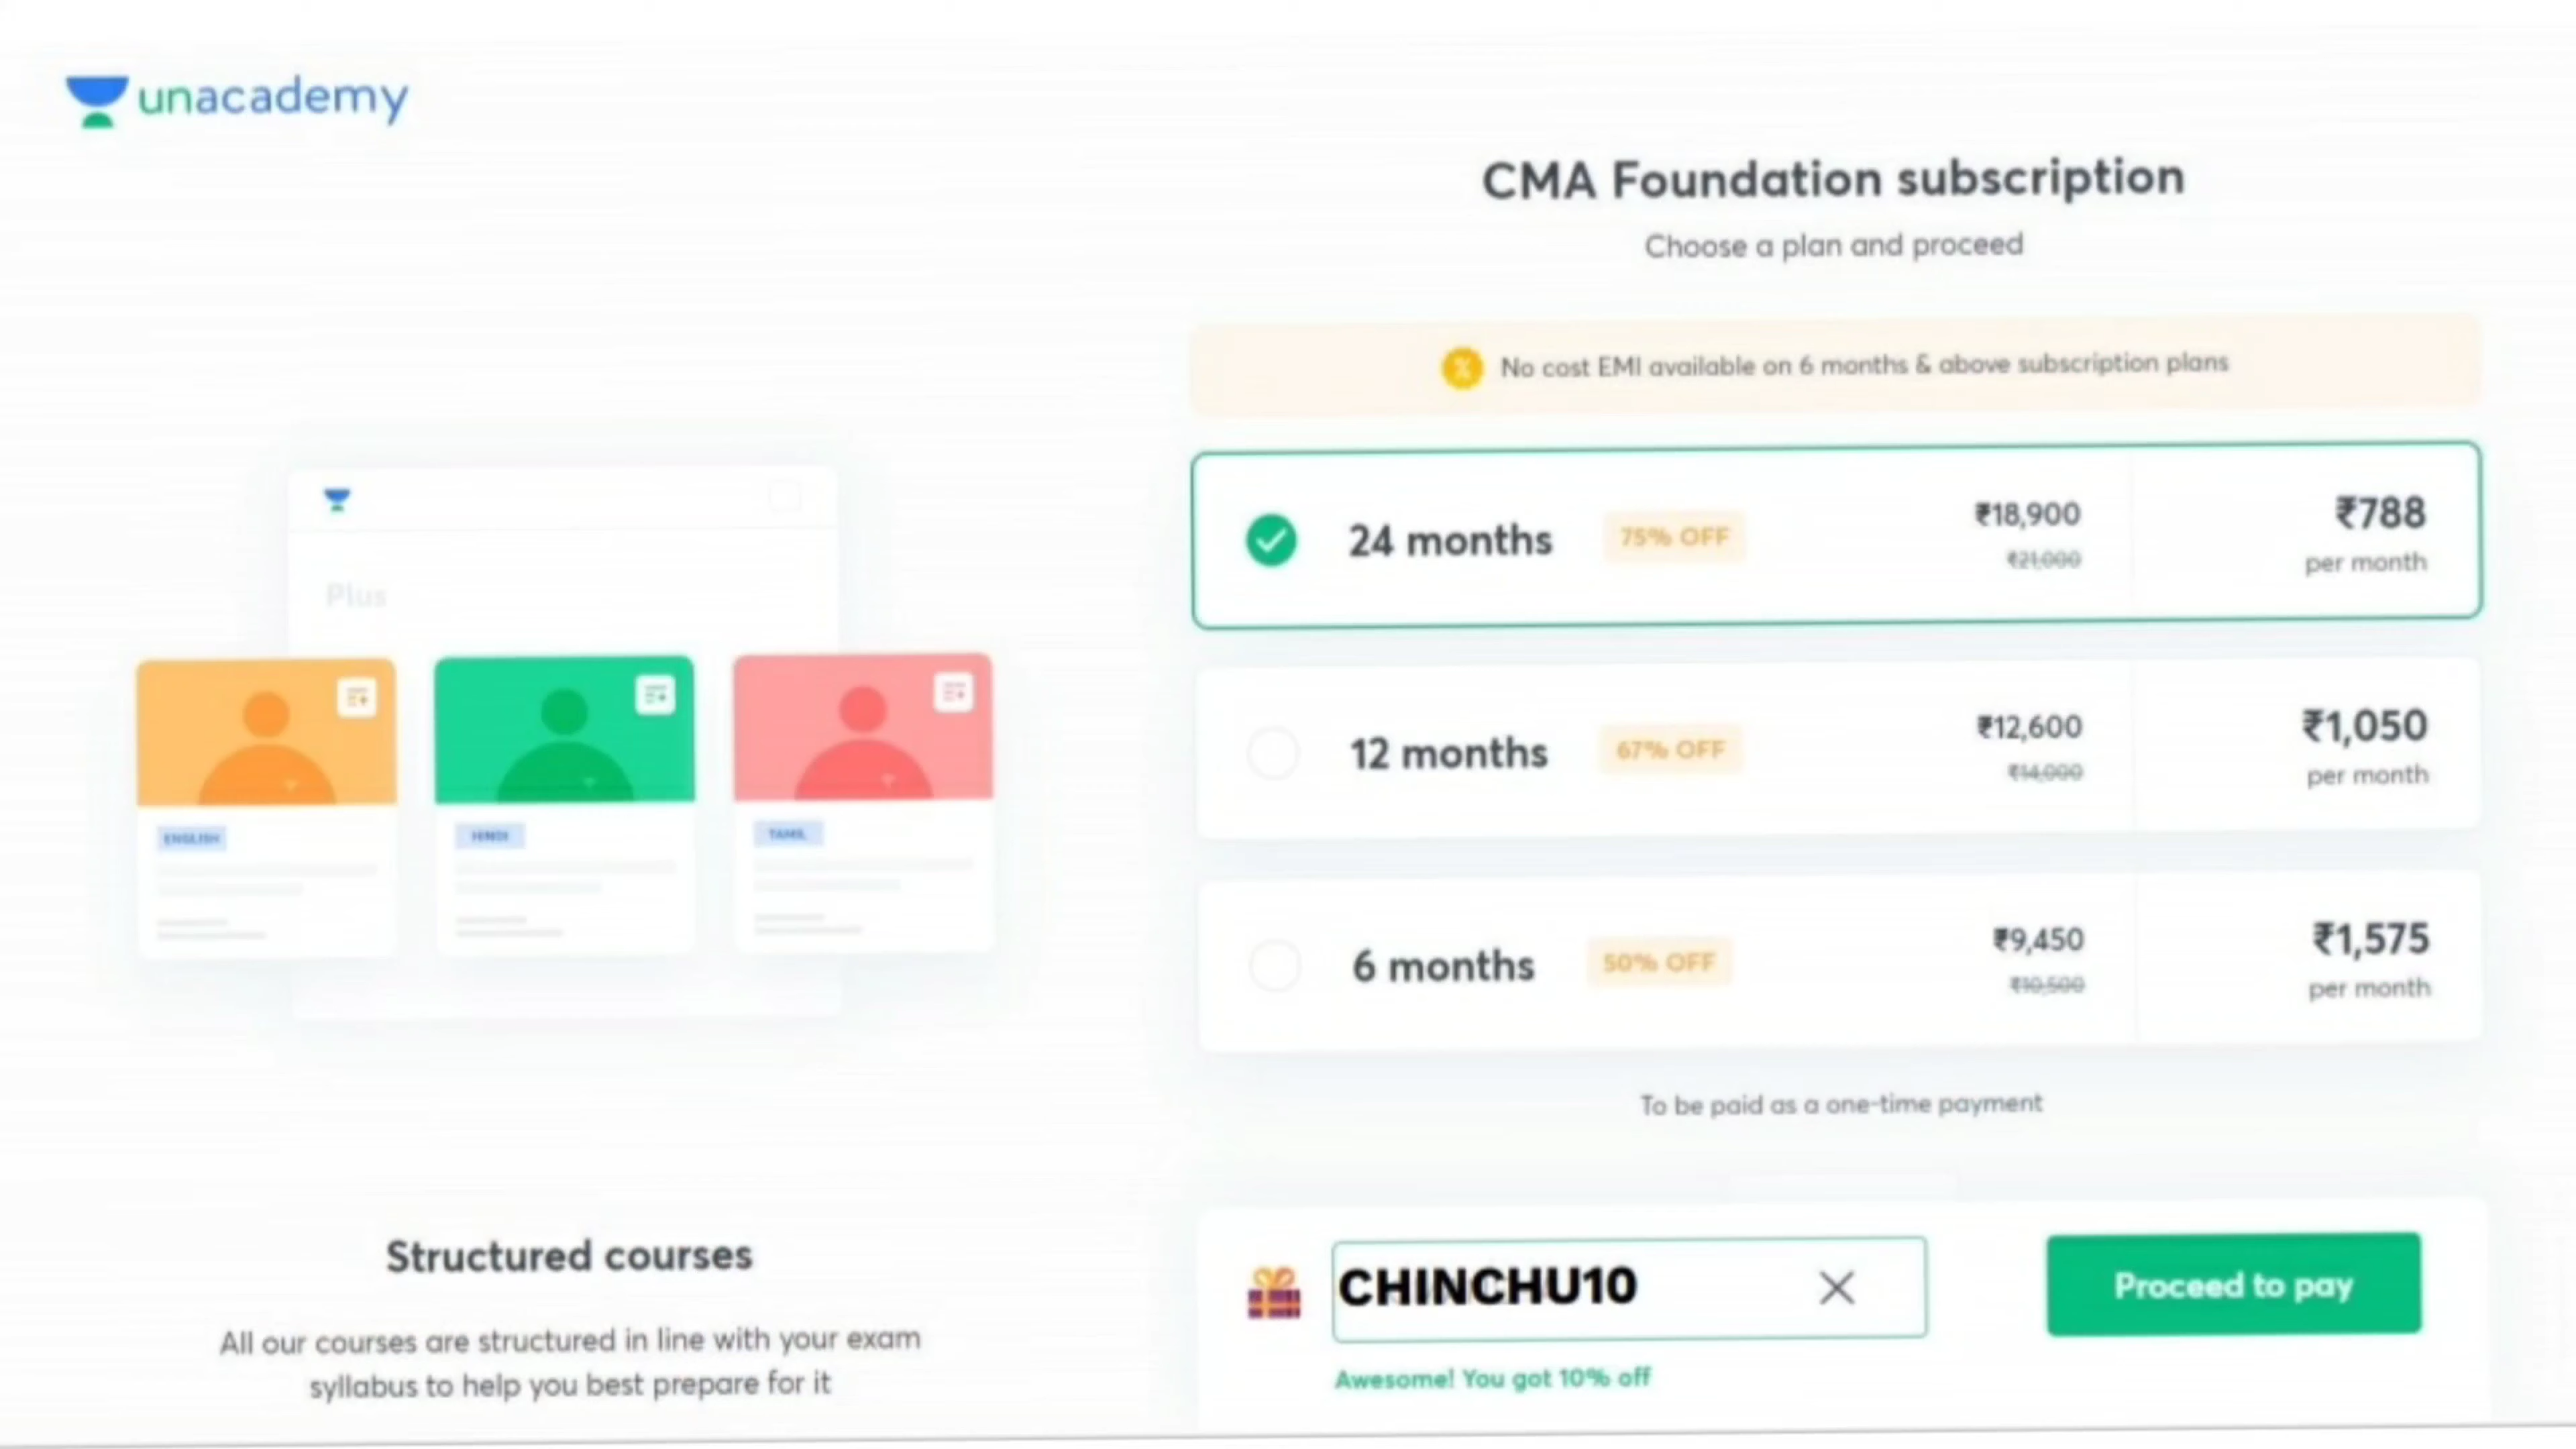 unacademy
CMA Foundation subscription
Choose a plan and proceed
No cost EMI available on 6 months & above subscription plans
24 months 75% OFF ₹18,900 ₹788
₹21,000 per month
12 months 67% OFF ₹12,600 ₹1,050
₹14,000 per month
6 months 50% OFF ₹9,450 ₹1,575
₹10,500 per month
To be paid as a one-time payment
CHINCHU10
Proceed to pay
Awesome! You got 10% off
Plus
ENGLISH HINDI TAMIL
Structured courses
All our courses are structured in line with your exam
syllabus to help you best prepare for it